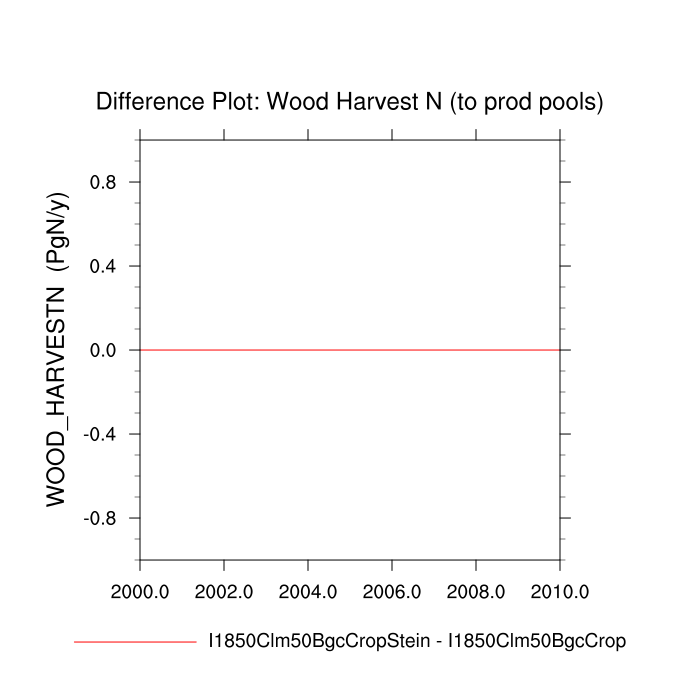 Difference Plot: Wood Harvest N (to prod pools)
WOOD_HARVESTN (PgN/y)
0.8
0.4
0.0
-0.4
-0.8
2000.0 2002.0 2004.0 2006.0 2008.0 2010.0
I1850Clm50BgcCropStein - I1850Clm50BgcCrop